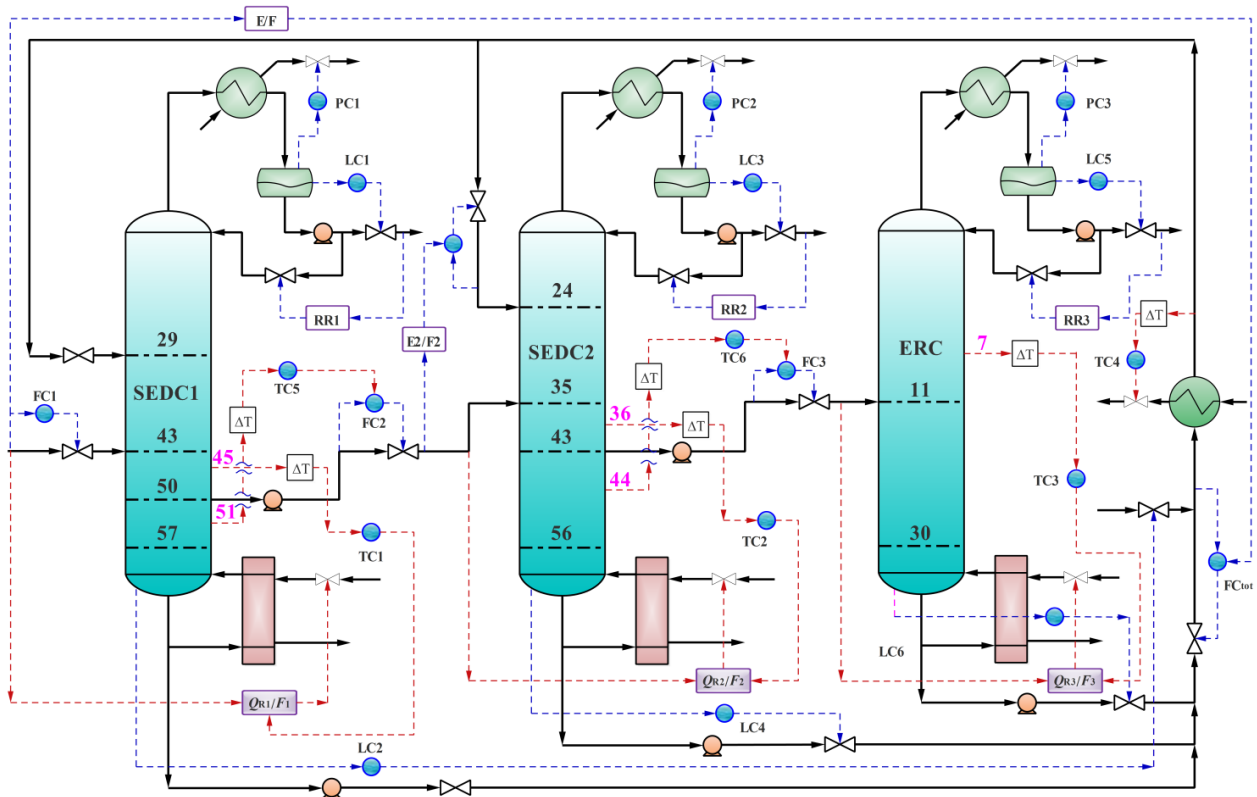 E/F
PC1
PC2
PC3
LC1
LC3
LC5
RR1
RR2
RR3
E2/F2
29
24
SEDC1
SEDC2
ERC
TC5
TC6
TC4
7
ΔT
ΔT
FC1
FC2
FC3
35
11
36
ΔT
ΔT
ΔT
43
43
45
ΔT
44
TC3
50
51
57
56
30
TC1
TC2
FCtot
LC6
QR1/F1
QR2/F2
QR3/F3
LC2
LC4